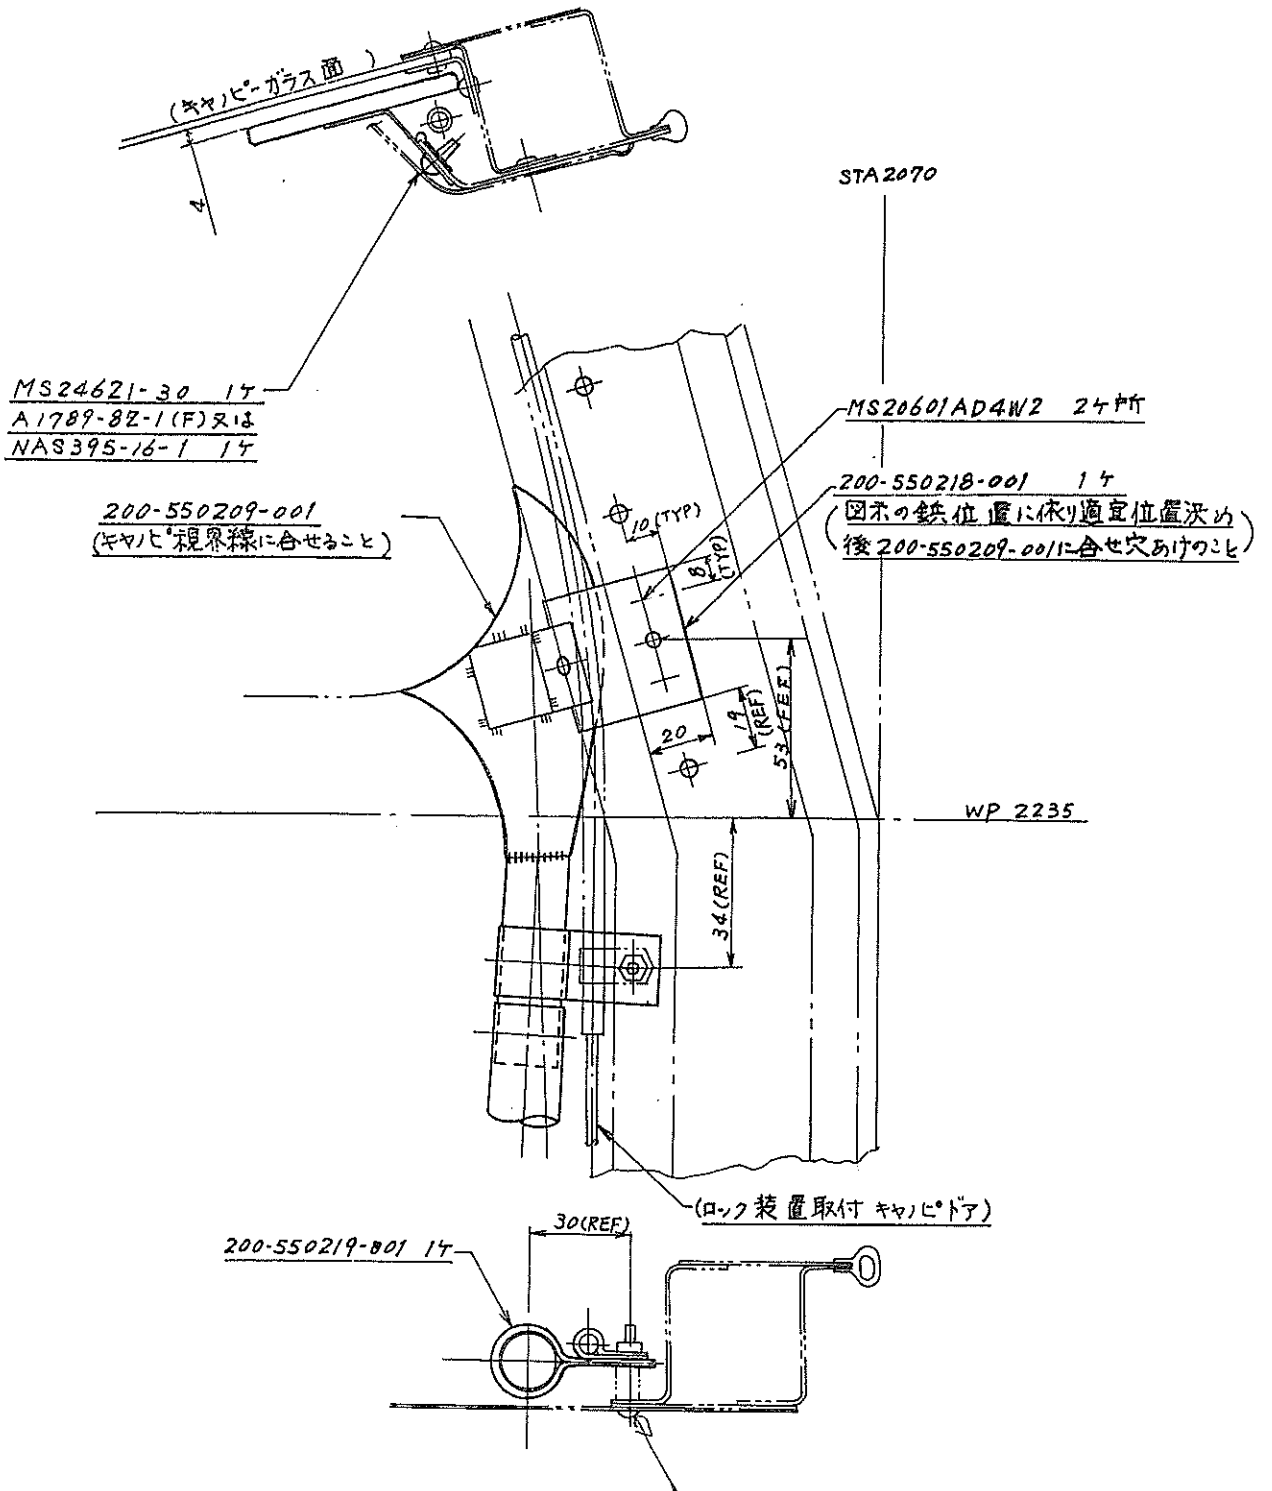 (キャノピーガラス面)
4
STA2070
MS24621-30 1ケ
A1789-8Z-1(F)又は
NAS395-16-1 1ケ
MS20601AD4W2 2ケ所
200-550218-001 1ケ
(図示の鋲位置に依り適宜位置決め
後200-550209-001に合せ穴あけのこと)
200-550209-001
(キャノピ視界線に合せること)
10(TYP)
8(TYP)
19(REF)
20
53(FEF)
WP 2235
34(REF)
(ロック装置取付 キャノピドア)
30(REF)
200-550219-001 1ケ